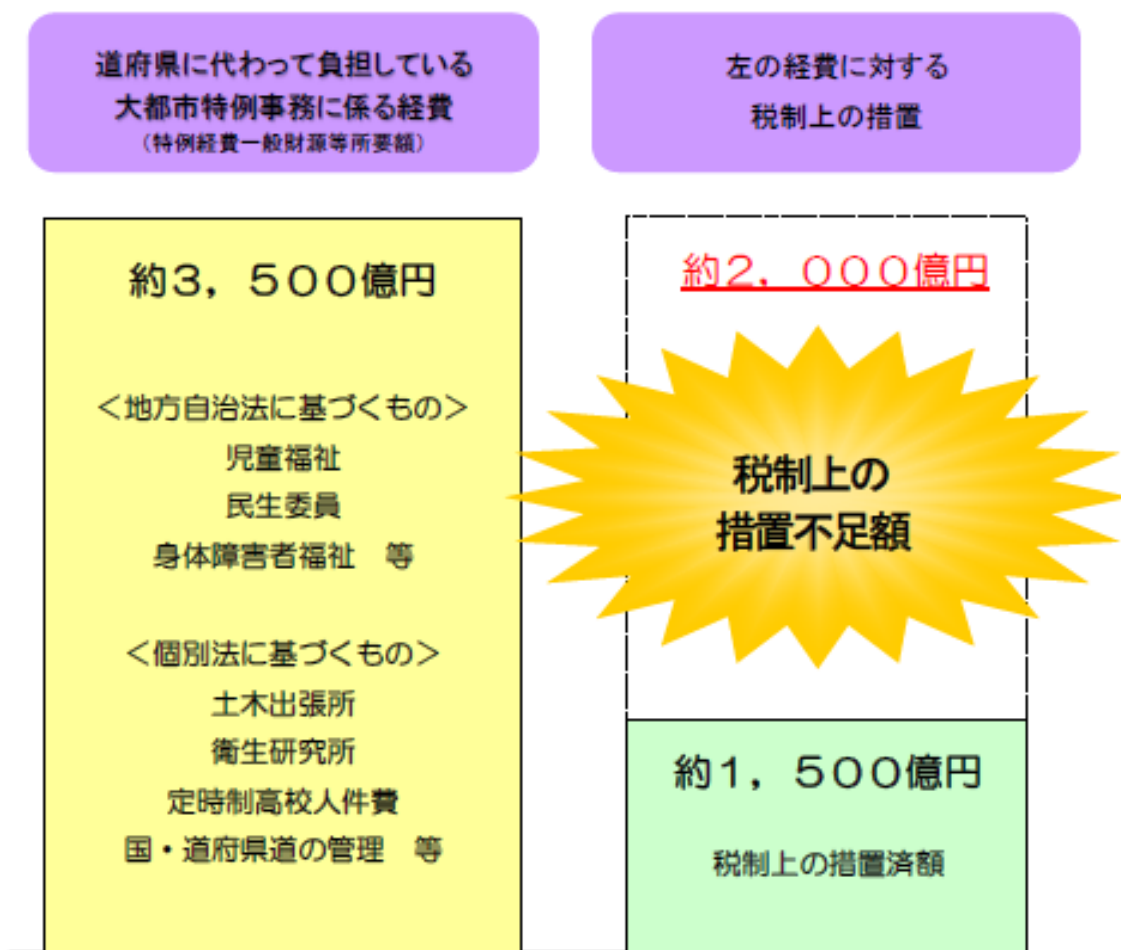 道府県に代わって負担している
大都市特例事務に係る経費
（特例経費一般財源等所要額）
左の経費に対する
税制上の措置
約３，５００億円
＜地方自治法に基づくもの＞
児童福祉
民生委員
身体障害者福祉　等
＜個別法に基づくもの＞
土木出張所
衛生研究所
定時制高校人件費
国・道府県道の管理　等
約２，０００億円
税制上の
措置不足額
約１，５００億円
税制上の措置済額